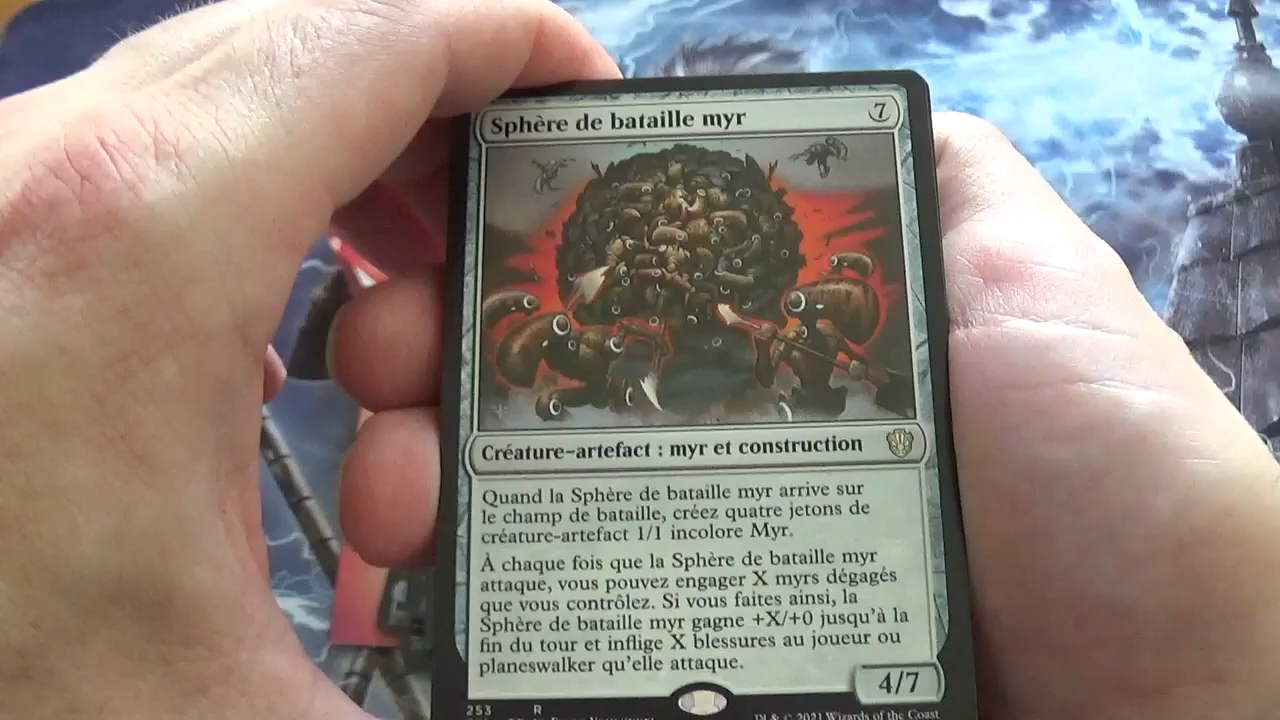 Sphère de bataille myr 7
Créature-artefact : myr et construction
Quand la Sphère de bataille myr arrive sur
le champ de bataille, créez quatre jetons de
créature-artefact 1/1 incolore Myr.
À chaque fois que la Sphère de bataille myr
attaque, vous pouvez engager X myrs dégagés
que vous contrôlez. Si vous faites ainsi, la
Sphère de bataille myr gagne +X/+0 jusqu'à la
fin du tour et inflige X blessures au joueur ou
planeswalker qu'elle attaque.
4/7
253 R
™ & © 2021 Wizards of the Coast